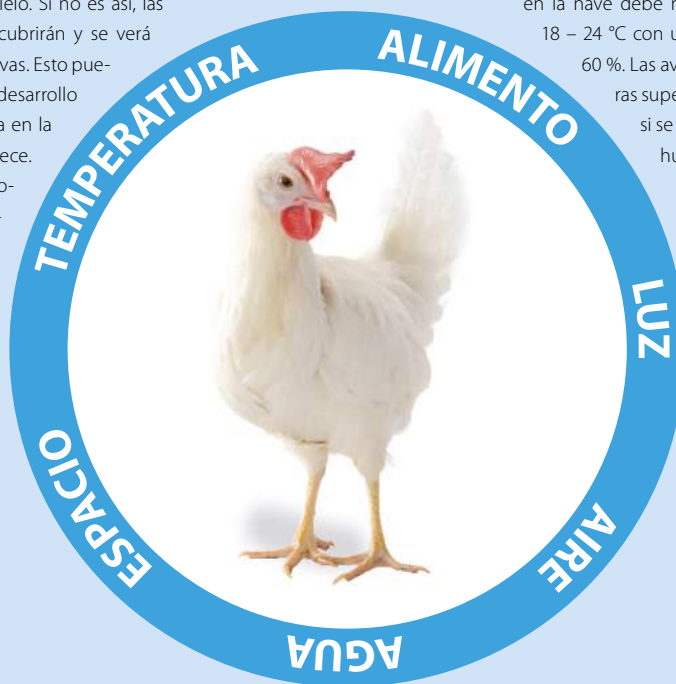 ielo. Si no es así, las
cubrirán y se verá
vas. Esto pue-
desarrollo
a en la
ece.
o-
-
en la nave debe
18 – 24 °C con u
60 %. Las av
ras supe
si se
hu
TEMPERATURA
ALIMENTO
LUZ
AIRE
AGUA
ESPACIO